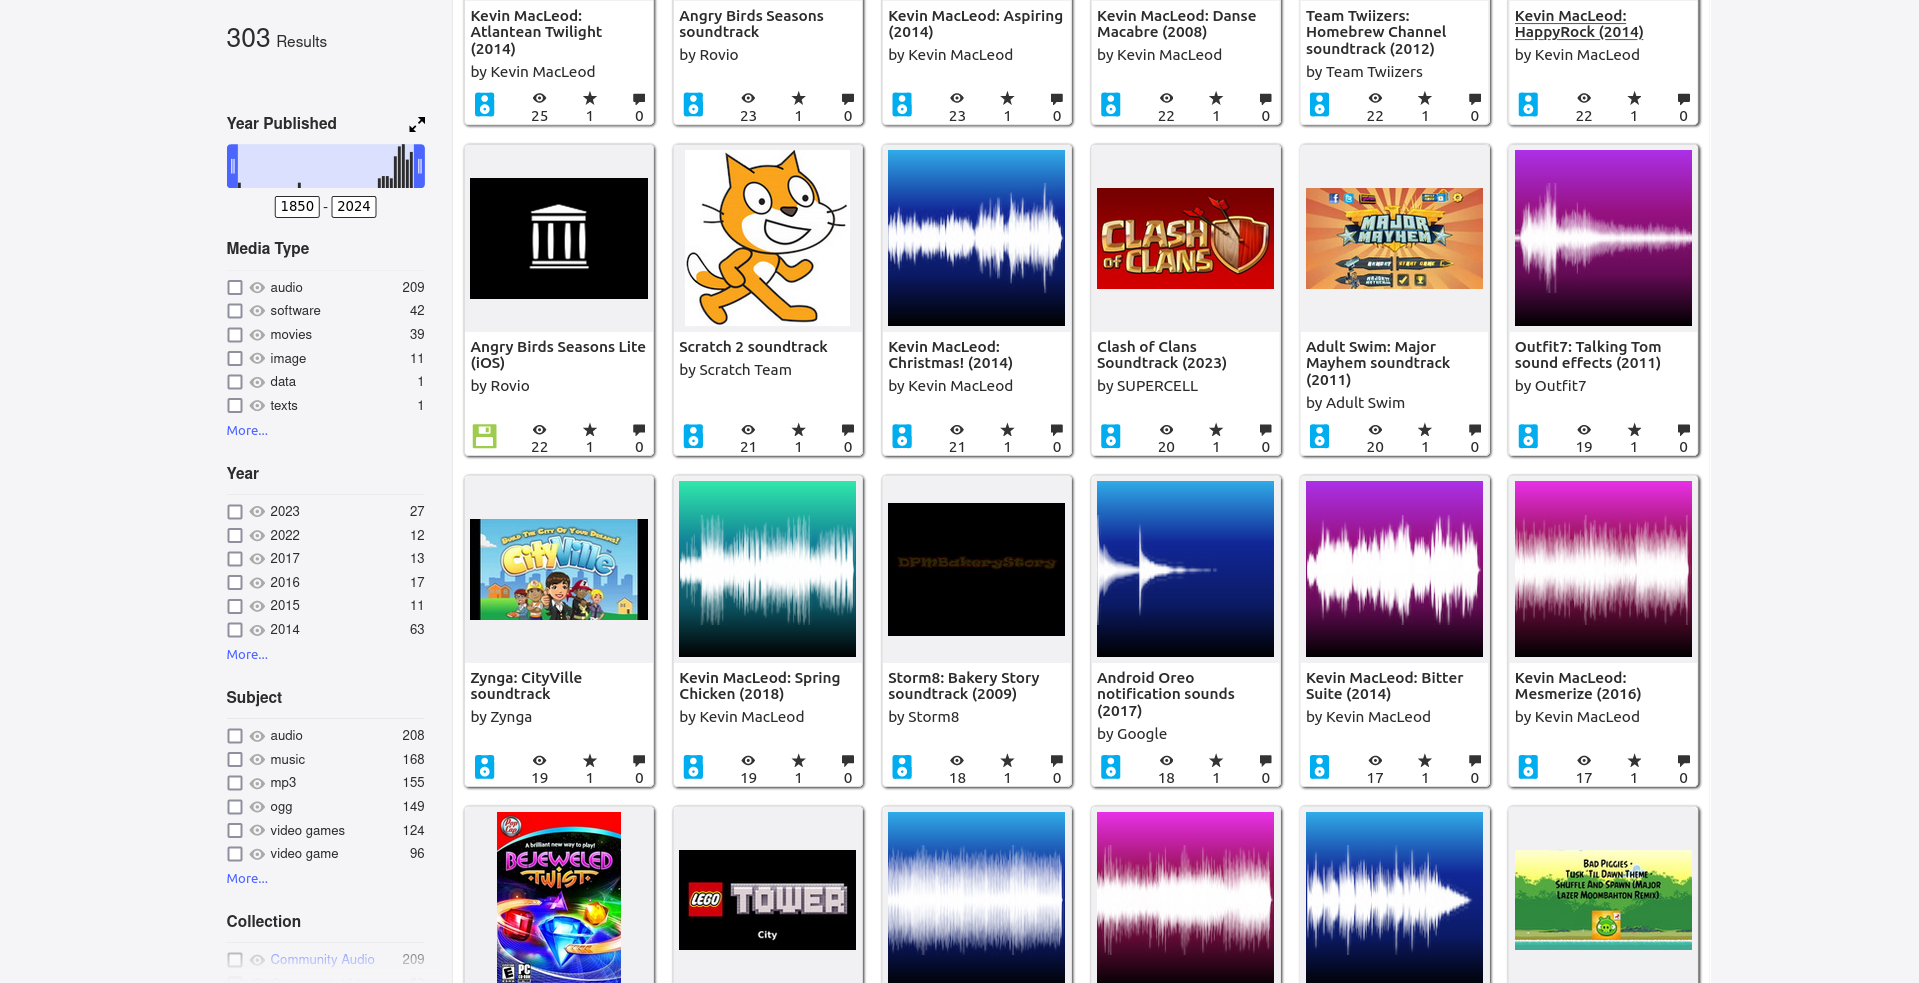 303 Results
Year Published
1850 - 2024
Media Type
audio 209
software 42
movies 39
image 11
data 1
texts 1
More...
Year
2023 27
2022 12
2017 13
2016 17
2015 11
2014 63
More...
Subject
audio 208
music 168
mp3 155
ogg 149
video games 124
video game 96
More...
Collection
Community Audio 209
Kevin MacLeod:
Atlantean Twilight
(2014)
by Kevin MacLeod
25 1 0
Angry Birds Seasons
soundtrack
by Rovio
23 1 0
Kevin MacLeod: Aspiring
(2014)
by Kevin MacLeod
23 1 0
Kevin MacLeod: Danse
Macabre (2008)
by Kevin MacLeod
22 1 0
Team Twiizers:
Homebrew Channel
soundtrack (2012)
by Team Twiizers
22 1 0
Kevin MacLeod:
HappyRock (2014)
by Kevin MacLeod
22 1 0
Angry Birds Seasons Lite
(iOS)
by Rovio
22 1 0
Scratch 2 soundtrack
by Scratch Team
21 1 0
Kevin MacLeod:
Christmas! (2014)
by Kevin MacLeod
21 1 0
CLASH
OF CLANS
Clash of Clans
Soundtrack (2023)
by SUPERCELL
20 1 0
MAJOR
MAYHEM
START GAME
Adult Swim: Major
Mayhem soundtrack
(2011)
by Adult Swim
20 1 0
Outfit7: Talking Tom
sound effects (2011)
by Outfit7
19 1 0
BUILD THE CITY OF YOUR DREAMS!
CityVille
Zynga: CityVille
soundtrack
by Zynga
19 1 0
Kevin MacLeod: Spring
Chicken (2018)
by Kevin MacLeod
19 1 0
DPMBakeryStory
Storm8: Bakery Story
soundtrack (2009)
by Storm8
18 1 0
Android Oreo
notification sounds
(2017)
by Google
18 1 0
Kevin MacLeod: Bitter
Suite (2014)
by Kevin MacLeod
17 1 0
Kevin MacLeod:
Mesmerize (2016)
by Kevin MacLeod
17 1 0
PopCap
A brilliant new way to play!
BEJEWELED
TWIST
E PC
LEGO TOWER
City
BAD PIGGIES -
TUSK 'TIL DAWN THEME
SHUFFLE AND SPAWN (MAJOR
LAZER MOOMBAHTON REMIX)